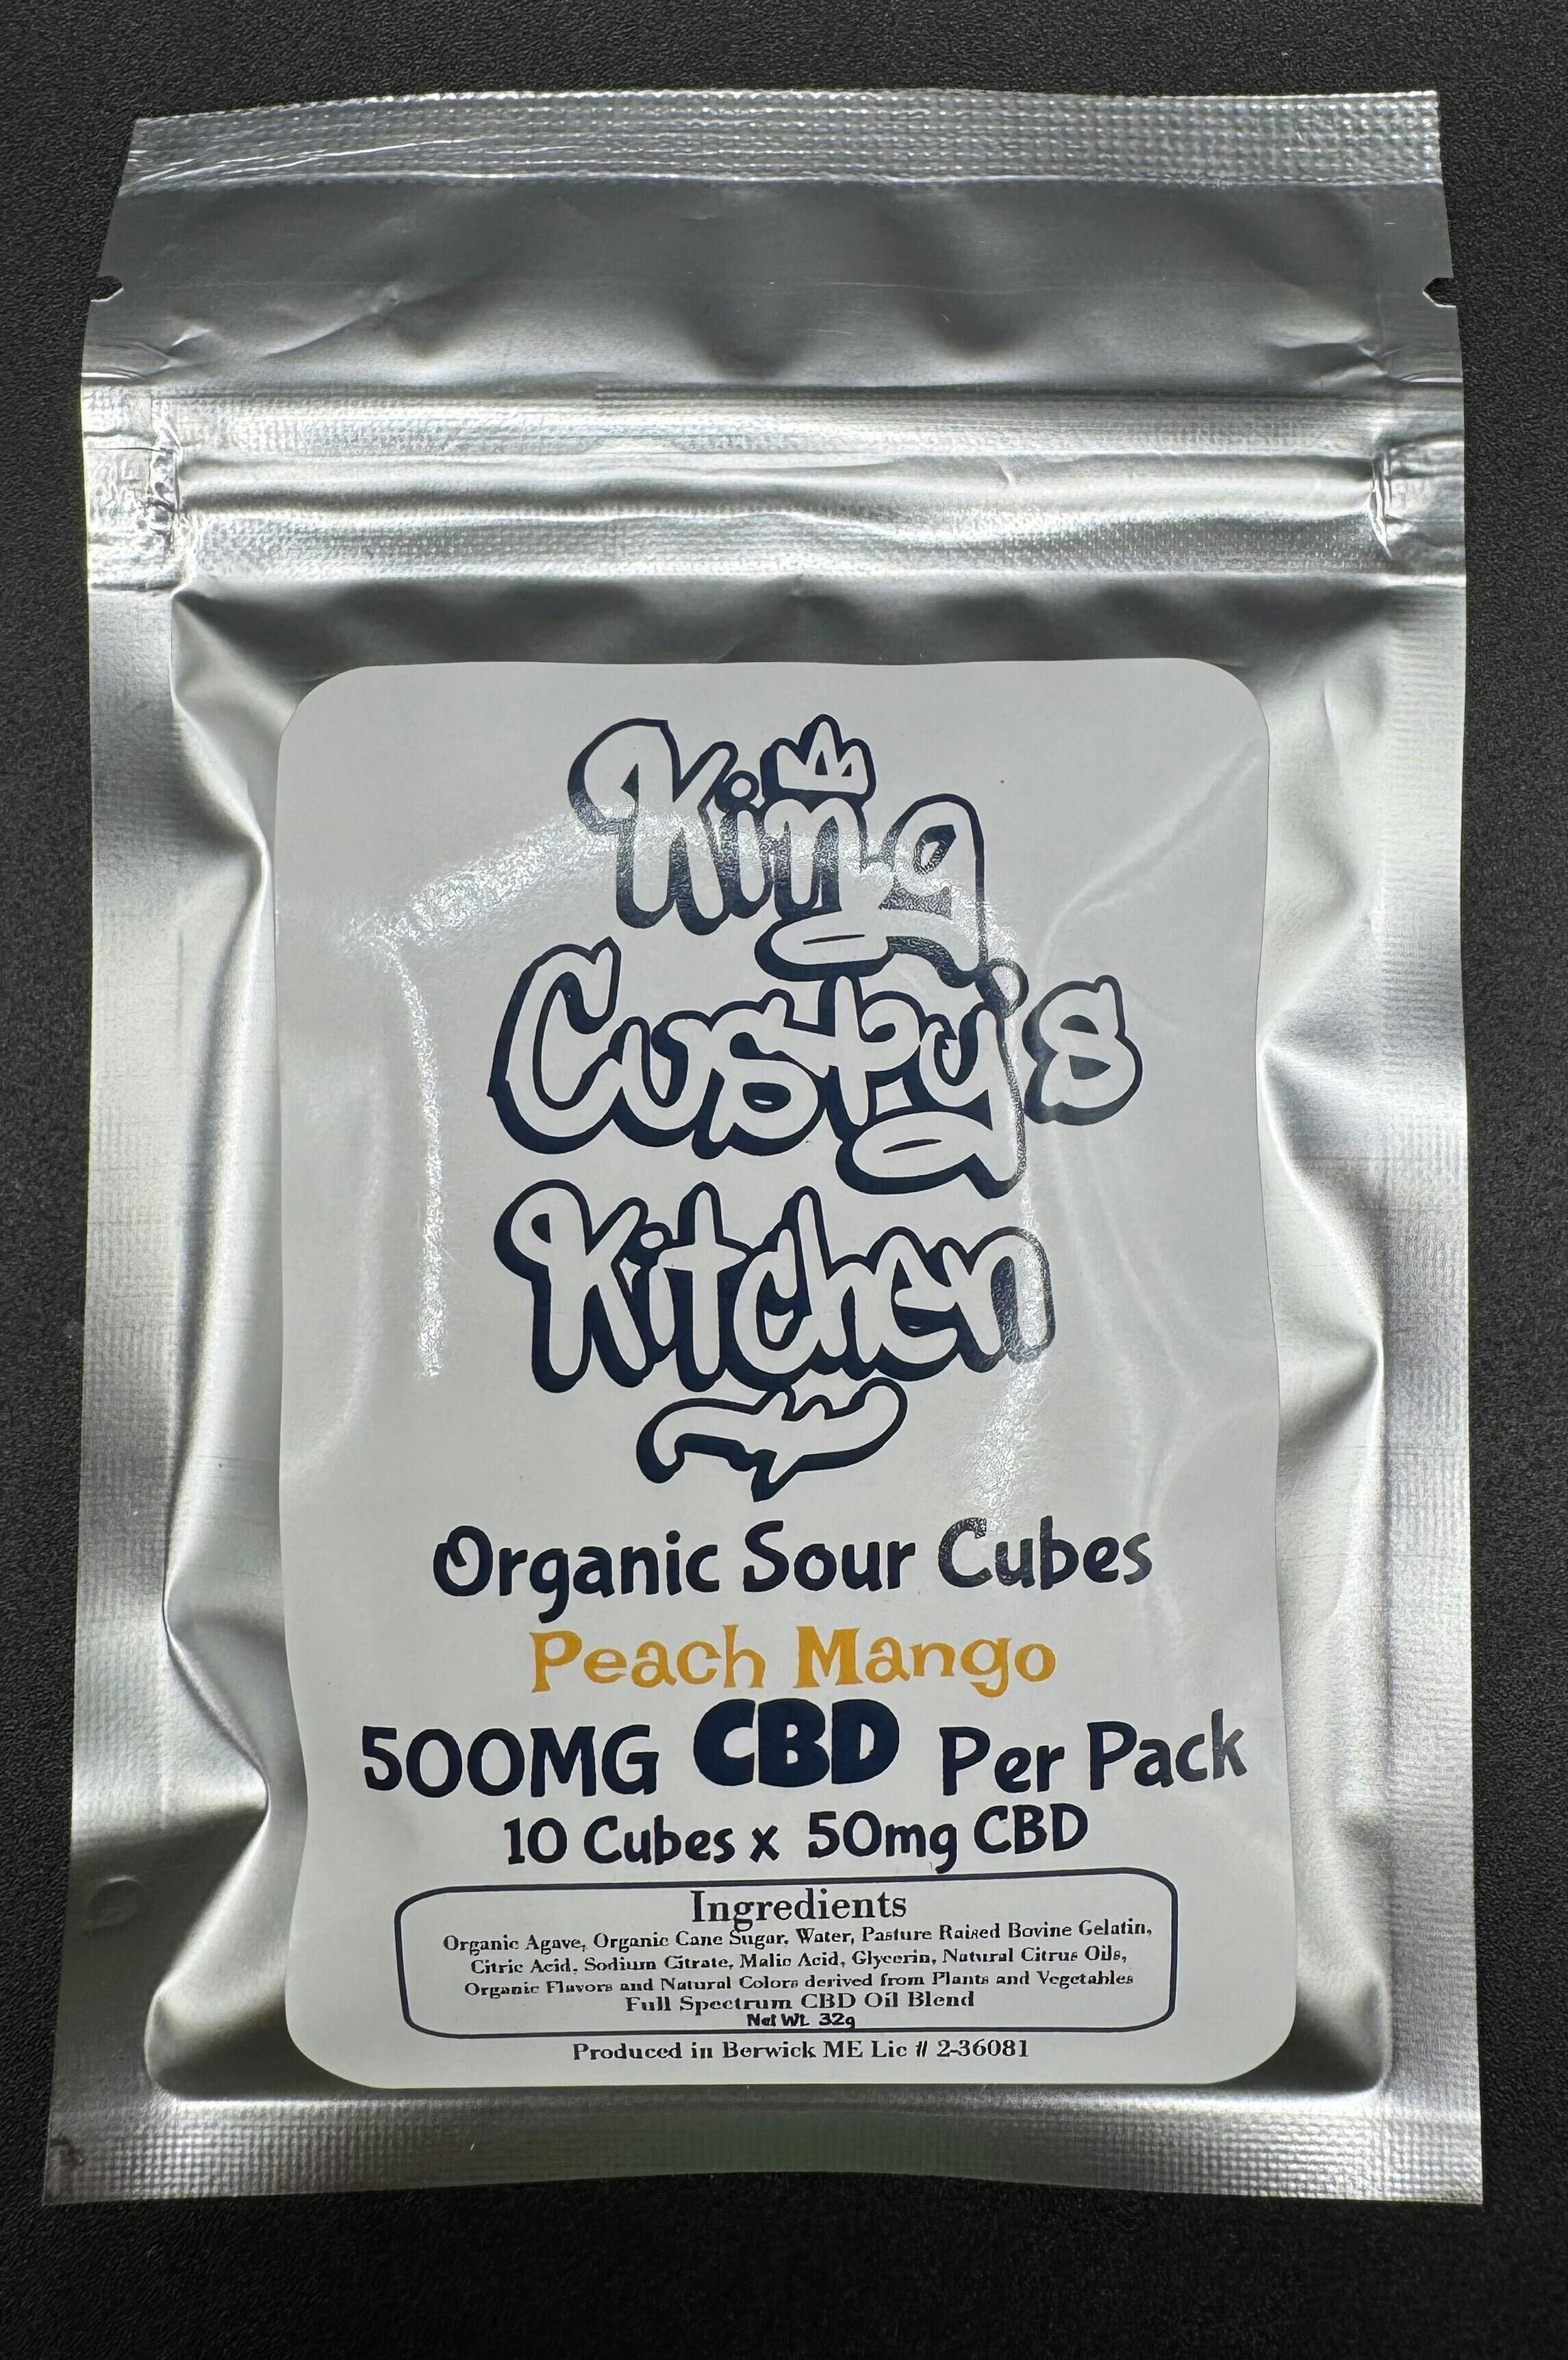 King
Cuspy's
Kitchen
Organic Sour Cubes
Peach Mango
500MG CBD Per Pack
10 Cubes x 50mg CBD
Ingredients
Organic Agave, Organic Cane Sugar, Water, Pasture Raised Bovine Gelatin,
Citric Acid, Sodium Citrate, Malic Acid, Glycerin, Natural Citrus Oils,
Organic Flavors and Natural Colors derived from Plants and Vegetables
Full Spectrum CBD Oil Blend
Net Wt. 32g
Produced in Berwick ME Lic # 2-36081